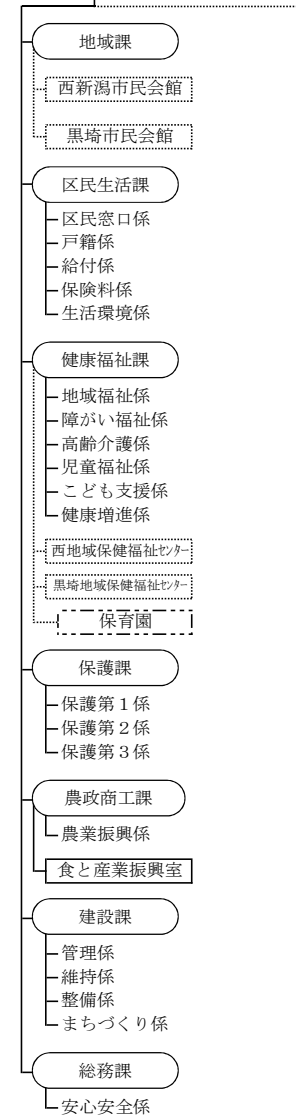 地域課
西新潟市民会館
黒埼市民会館
区民生活課
区民窓口係
戸籍係
給付係
保険料係
生活環境係
健康福祉課
地域福祉係
障がい福祉係
高齢介護係
児童福祉係
こども支援係
健康増進係
西地域保健福祉センター
黒埼地域保健福祉センター
保育園
保護課
保護第1係
保護第2係
保護第3係
農政商工課
農業振興係
食と産業振興室
建設課
管理係
維持係
整備係
まちづくり係
総務課
安心安全係